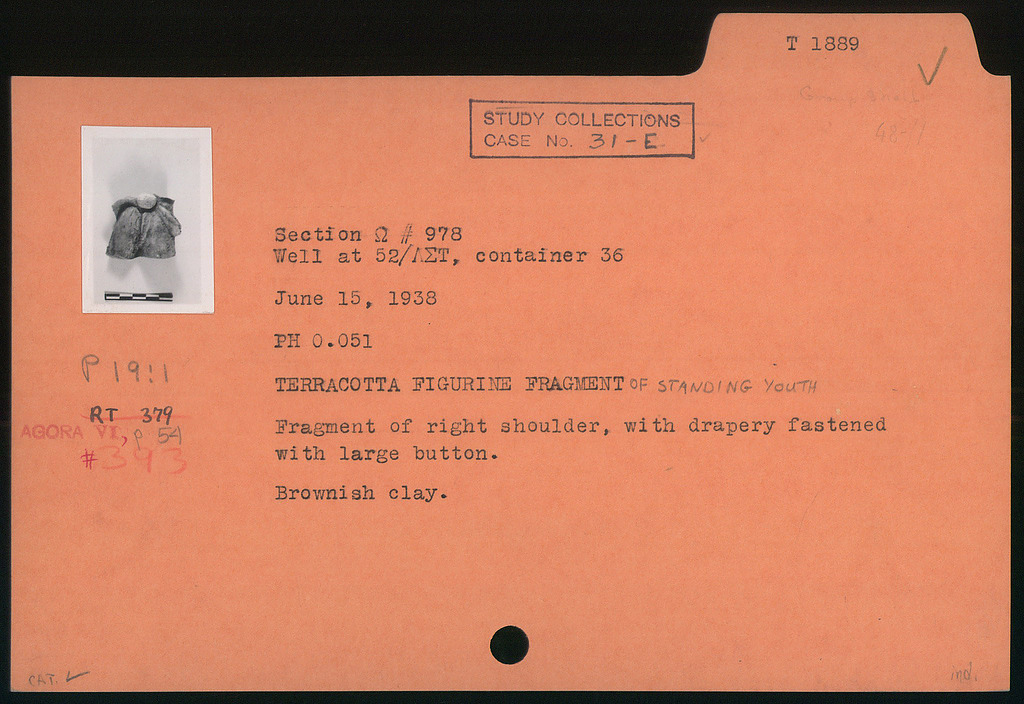 T 1889
STUDY COLLECTIONS
CASE No. 31-E
Section Ω # 978
Well at 52/ΛΣΤ, container 36
June 15, 1938
PH 0.051
P 19:1
TERRACOTTA FIGURINE FRAGMENT OF STANDING YOUTH
RT 379
AGORA VI, p 54
#393
Fragment of right shoulder, with drapery fastened
with large button.
Brownish clay.
CAT. ✓
ind.